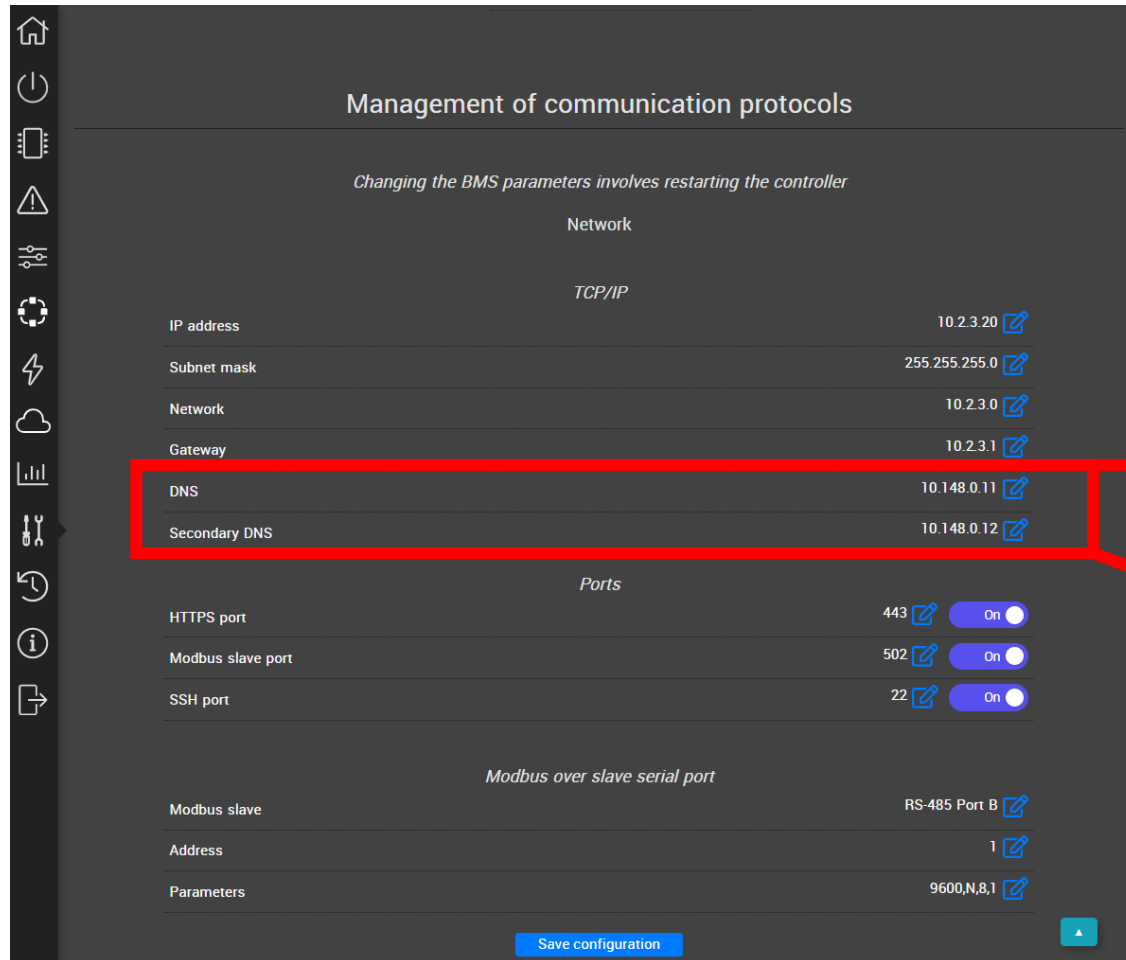 Management of communication protocols
Changing the BMS parameters involves restarting the controller
Network
TCP/IP
IP address 10.2.3.20
Subnet mask 255.255.255.0
Network 10.2.3.0
Gateway 10.2.3.1
DNS 10.148.0.11
Secondary DNS 10.148.0.12
Ports
HTTPS port 443 On
Modbus slave port 502 On
SSH port 22 On
Modbus over slave serial port
Modbus slave RS-485 Port B
Address 1
Parameters 9600,N,8,1
Save configuration